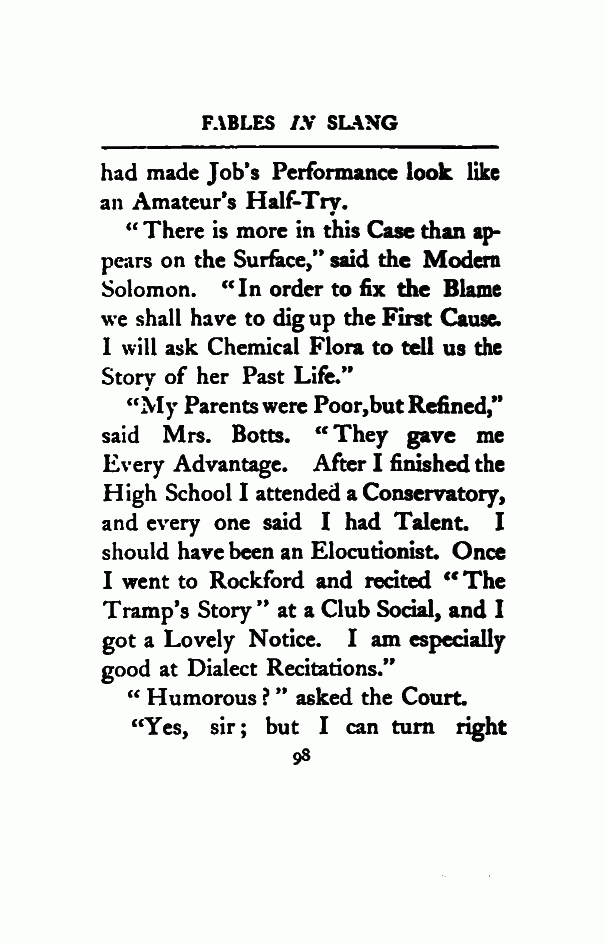 FABLES IN SLANG
had made Job's Performance look like
an Amateur's Half-Try.
"There is more in this Case than ap-
pears on the Surface," said the Modern
Solomon. "In order to fix the Blame
we shall have to dig up the First Cause.
I will ask Chemical Flora to tell us the
Story of her Past Life."
"My Parents were Poor, but Refined,"
said Mrs. Botts. "They gave me
Every Advantage. After I finished the
High School I attended a Conservatory,
and every one said I had Talent. I
should have been an Elocutionist. Once
I went to Rockford and recited "The
Tramp's Story" at a Club Social, and I
got a Lovely Notice. I am especially
good at Dialect Recitations."
"Humorous?" asked the Court.
"Yes, sir; but I can turn right
98